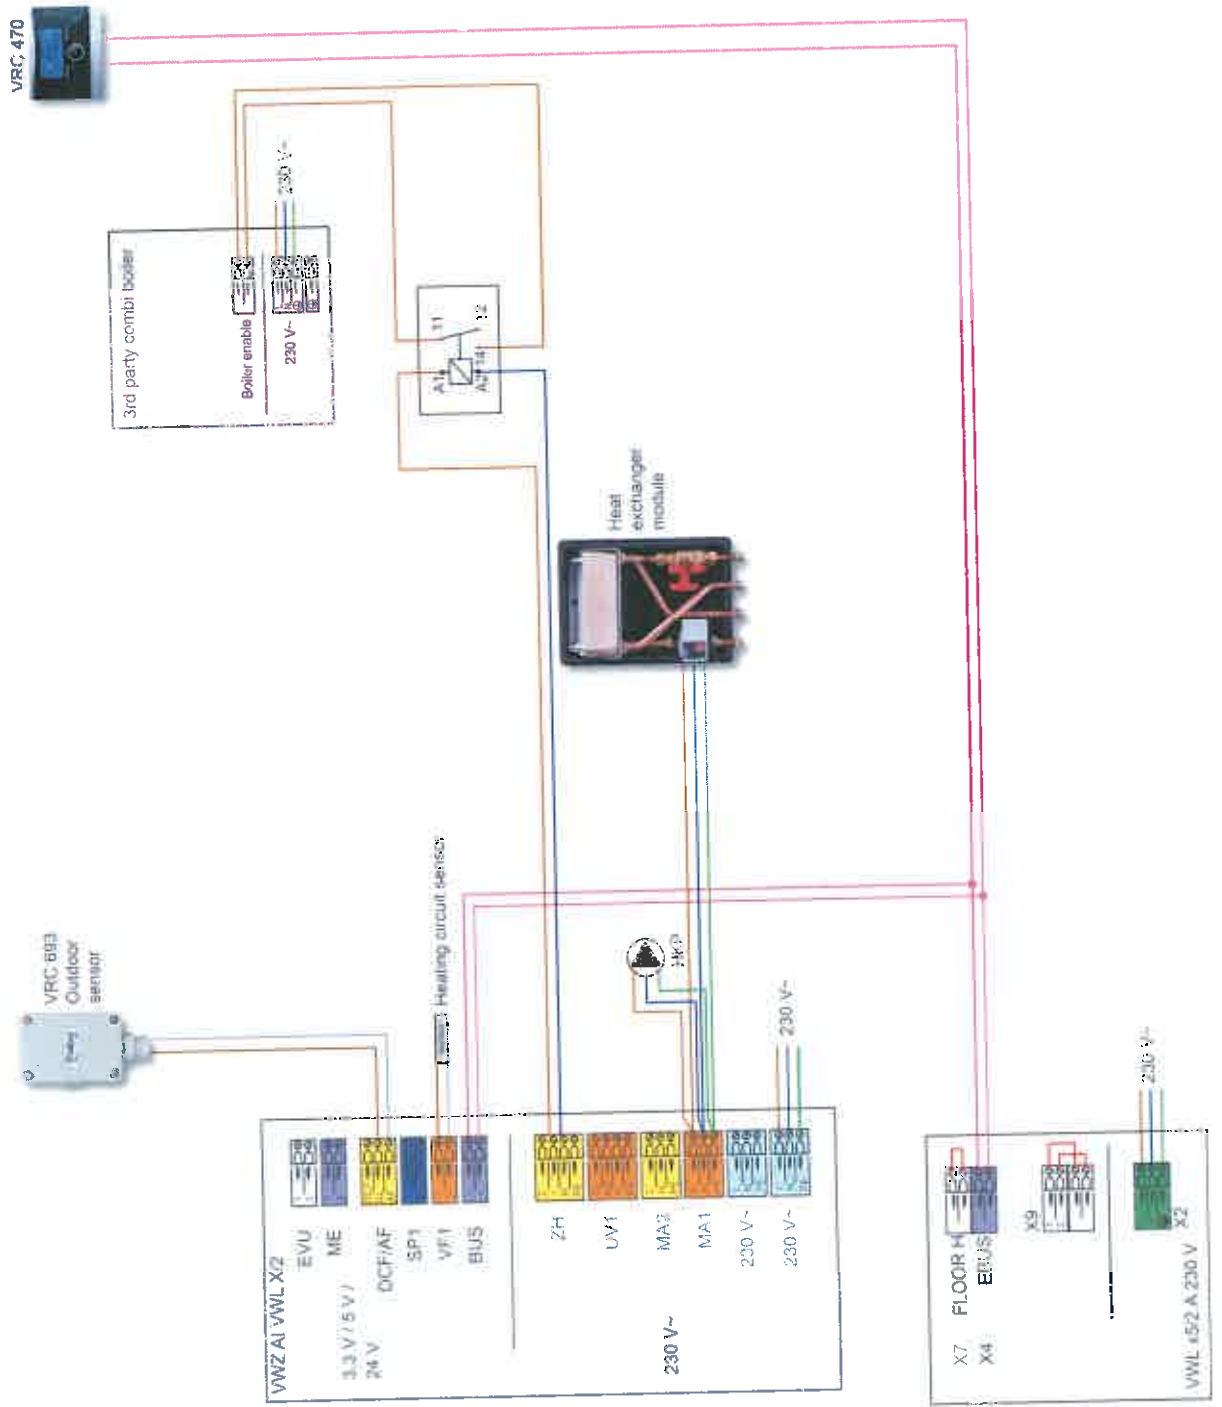 VRC 470
3rd party combi boiler
Boiler enable
230 V~
230 V~
A1
11
A2
14
12
Heat
exchanger
module
VRC 693
Outdoor
sensor
Heating circuit sensor
HKP
VWZ AI VWL X/2
3.3 V / 5 V /
24 V
EVU
ME
DCF/AF
SP1
VF1
BUS
230 V~
ZH
UV1
MA2
MA1
230 V~
230 V~
230 V~
X7
FLOOR H
X4
EBUS
X9
X2
230 V~
VWL x5/2 A 230 V